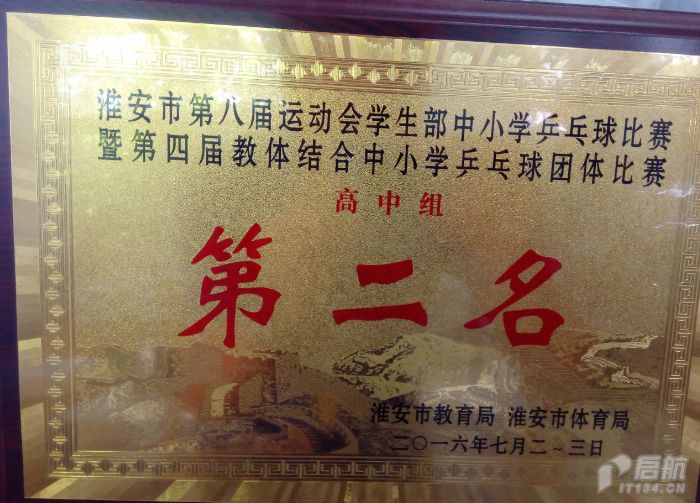 淮安市第八届运动会学生部中小学乒乓球比赛
暨第四届教体结合中小学乒乓球团体比赛
高中组
第二名
淮安市教育局 淮安市体育局
二〇一六年七月二~三日
启航
IT134.CN